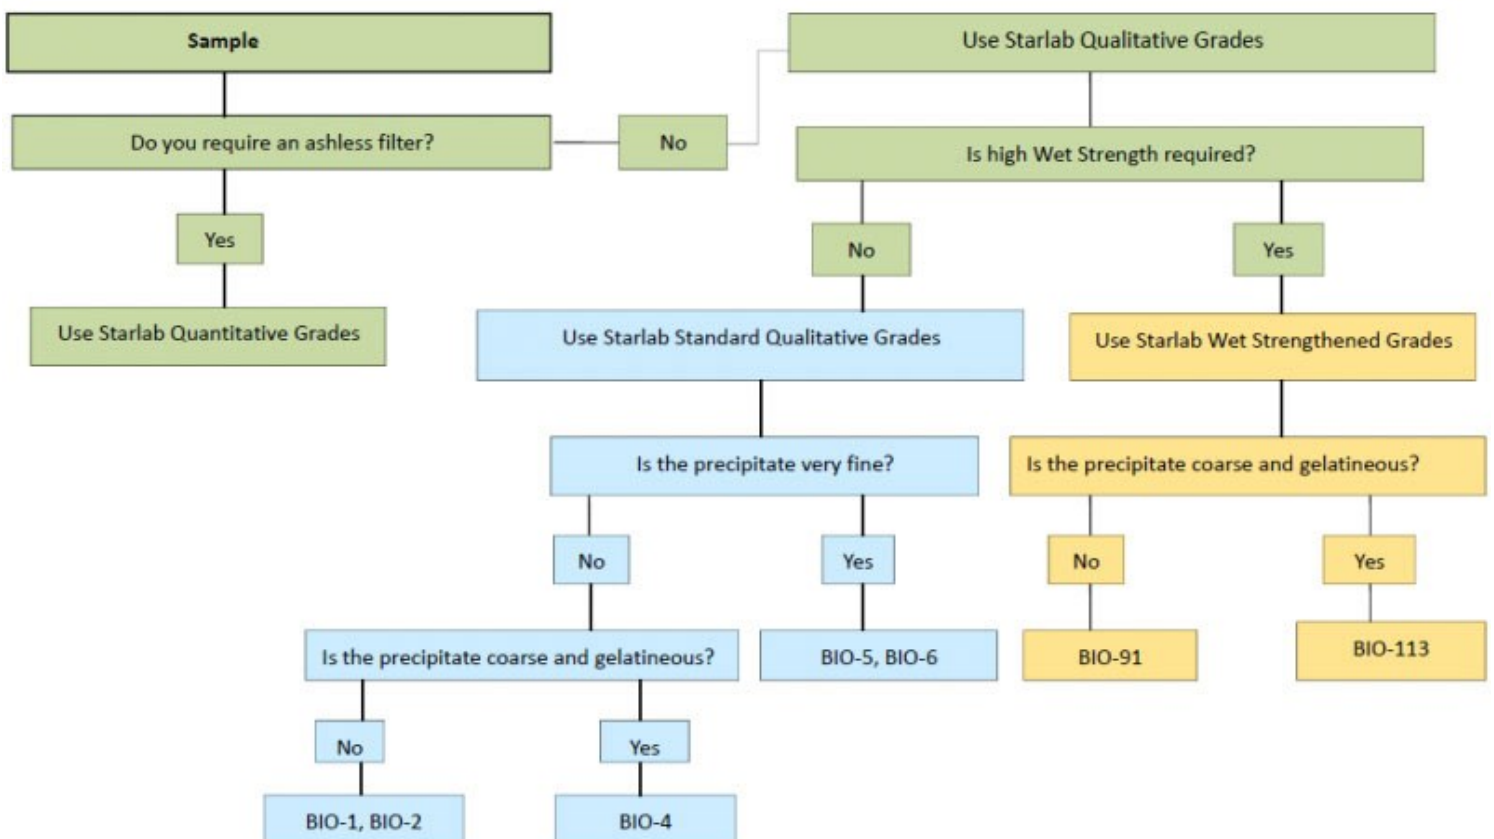 Sample
Use Starlab Qualitative Grades
Do you require an ashless filter?
No
Is high Wet Strength required?
Yes
No
Yes
Use Starlab Quantitative Grades
Use Starlab Standard Qualitative Grades
Use Starlab Wet Strengthened Grades
Is the precipitate very fine?
Is the precipitate coarse and gelatineous?
No
Yes
No
Yes
Is the precipitate coarse and gelatineous?
BIO-5, BIO-6
BIO-91
BIO-113
No
Yes
BIO-1, BIO-2
BIO-4